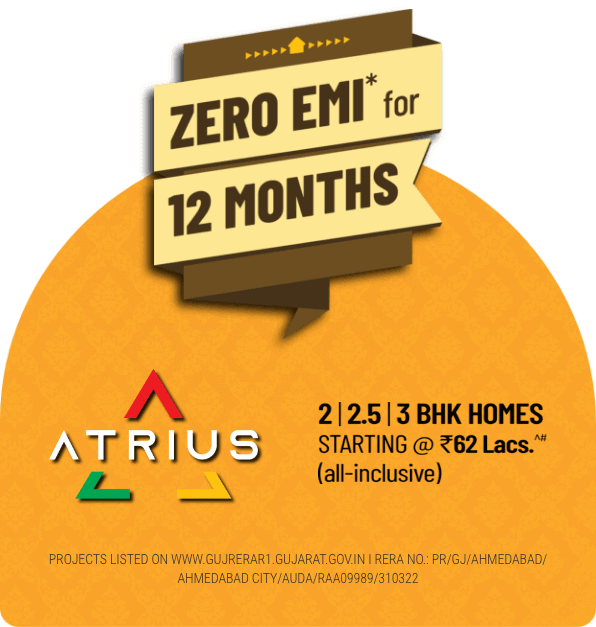 ZERO EMI* for
12 MONTHS
ATRIUS
2 | 2.5 | 3 BHK HOMES
STARTING @ ₹62 Lacs.^#
(all-inclusive)
PROJECTS LISTED ON WWW.GUJRERAR1.GUJARAT.GOV.IN I RERA NO.: PR/GJ/AHMEDABAD/
AHMEDABAD CITY/AUDA/RAA09989/310322